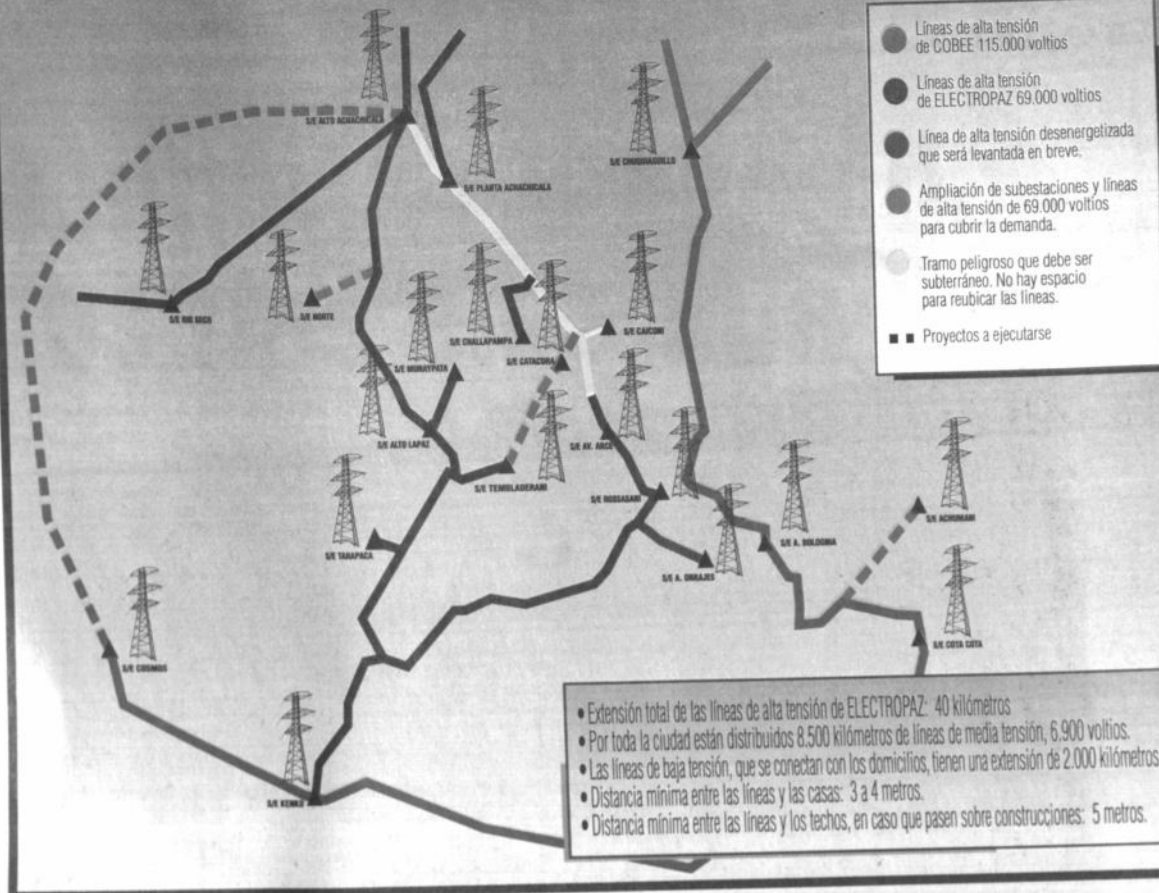 Líneas de alta tensión
de COBEE 115.000 voltios
Líneas de alta tensión
de ELECTROPAZ 69.000 voltios
Línea de alta tensión desenergetizada
que será levantada en breve.
Ampliación de subestaciones y líneas
de alta tensión de 69.000 voltios
para cubrir la demanda.
Tramo peligroso que debe ser
subterráneo. No hay espacio
para reubicar las líneas.
Proyectos a ejecutarse
S/E ALTO ACHACHICALA
S/E CHUQUIAGUILLO
S/E PLANTA ACHACHICALA
S/E RIO SECO
S/E NORTE
S/E CAICONI
S/E CHALLAPAMPA
S/E CATACORA
S/E MUNAYPATA
S/E ALTO LAPAZ
S/E AV. ARCE
S/E TEMBLADERANI
S/E ROSSASANI
S/E ACHUMANI
S/E A. BOLOGNIA
S/E TARAPACA
S/E A. OBRAJES
S/E COTA COTA
S/E COSMOS
S/E KENKO
• Extensión total de las líneas de alta tensión de ELECTROPAZ: 40 kilómetros
• Por toda la ciudad están distribuidos 8.500 kilómetros de líneas de media tensión, 6.900 voltios.
• Las líneas de baja tensión, que se conectan con los domicilios, tienen una extensión de 2.000 kilómetros
• Distancia mínima entre las líneas y las casas: 3 a 4 metros.
• Distancia mínima entre las líneas y los techos, en caso que pasen sobre construcciones: 5 metros.